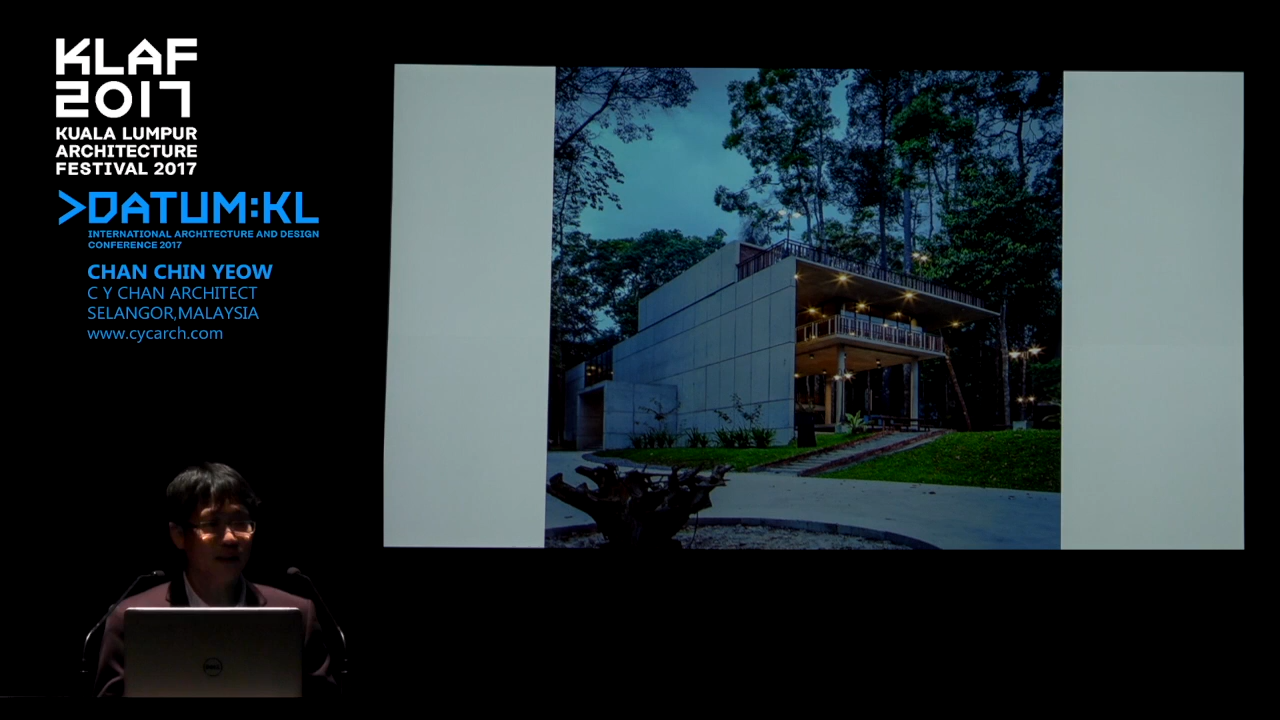 KLAF
2017
KUALA LUMPUR
ARCHITECTURE
FESTIVAL 2017
>DATUM:KL
INTERNATIONAL ARCHITECTURE AND DESIGN
CONFERENCE 2017
CHAN CHIN YEOW
C Y CHAN ARCHITECT
SELANGOR,MALAYSIA
www.cycarch.com
DELL